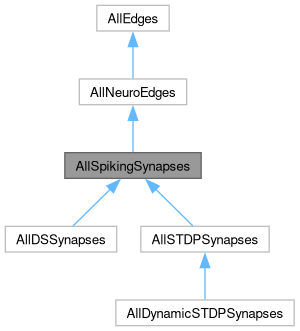 AllEdges
AllNeuroEdges
AllSpikingSynapses
AllDSSynapses
AllSTDPSynapses
AllDynamicSTDPSynapses